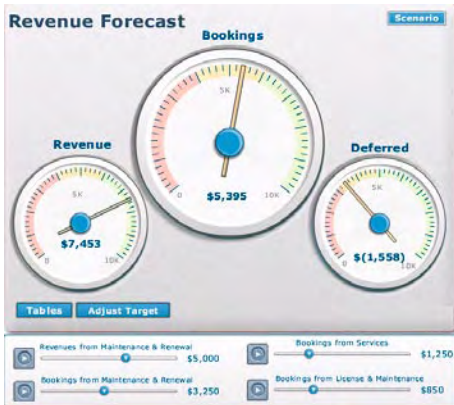 Revenue Forecast
Scenario
Bookings
5K
0
10K
$5,395
Revenue
5K
$7,453
0
10K
Deferred
5K
$(1,558)
0
10K
Tables
Adjust Target
Revenues from Maintenance & Renewal
$5,000
Bookings from Services
$1,250
Bookings from Maintenance & Renewal
$3,250
Bookings from License & Maintenance
$850